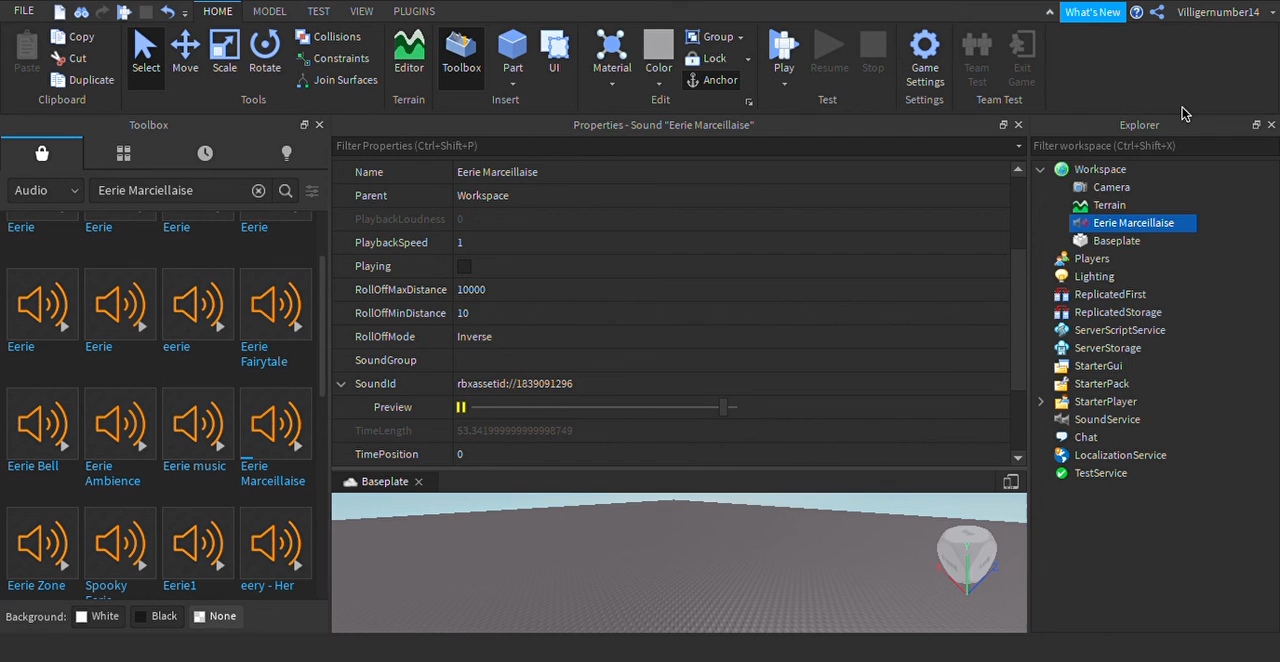 FILE HOME MODEL TEST VIEW PLUGINS What's New Villigernumber14
Paste Copy Cut Duplicate Clipboard
Select Move Scale Rotate Collisions Constraints Join Surfaces Tools
Editor Terrain
Toolbox Part UI Insert
Material Color Group Lock Anchor Edit
Play Resume Stop Test
Game Settings Settings
Team Test Exit Game Team Test
Toolbox
Audio Eerie Marciellaise
Eerie Eerie Eerie Eerie
Eerie Eerie eerie Eerie Fairytale
Eerie Bell Eerie Ambience Eerie music Eerie Marceillaise
Eerie Zone Spooky Eerie1 eery - Her
Background: White Black None
Properties - Sound "Eerie Marceillaise"
Filter Properties (Ctrl+Shift+P)
Name Eerie Marceillaise
Parent Workspace
PlaybackLoudness 0
PlaybackSpeed 1
Playing
RollOffMaxDistance 10000
RollOffMinDistance 10
RollOffMode Inverse
SoundGroup
SoundId rbxassetid://1839091296
Preview
TimeLength 53.341999999999998749
TimePosition 0
Baseplate
Explorer
Filter workspace (Ctrl+Shift+X)
Workspace
Camera
Terrain
Eerie Marceillaise
Baseplate
Players
Lighting
ReplicatedFirst
ReplicatedStorage
ServerScriptService
ServerStorage
StarterGui
StarterPack
StarterPlayer
SoundService
Chat
LocalizationService
TestService